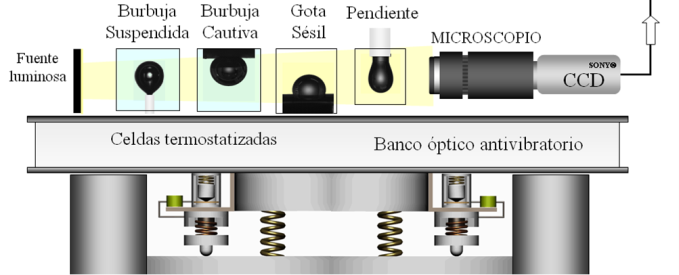 Burbuja
Suspendida
Burbuja
Cautiva
Gota
Sésil
Pendiente
Fuente
luminosa
MICROSCOPIO
SONY®
CCD
Celdas termostatizadas
Banco óptico antivibratorio